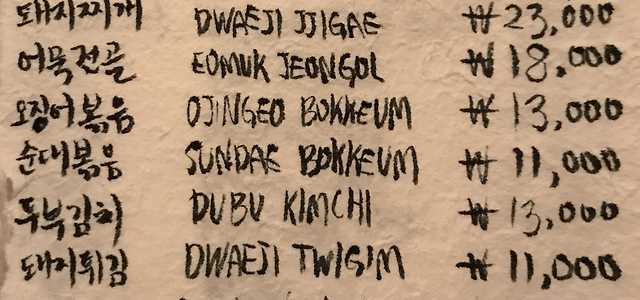 돼지찌개 DWAEJI JJIGAE ₩23,000
어묵전골 EOMUK JEONGOL ₩18,000
오징어볶음 OJINGEO BOKKEUM ₩13,000
순대볶음 SUNDAE BOKKEUM ₩11,000
두부김치 DUBU KIMCHI ₩13,000
돼지튀김 DWAEJI TWIGIM ₩11,000